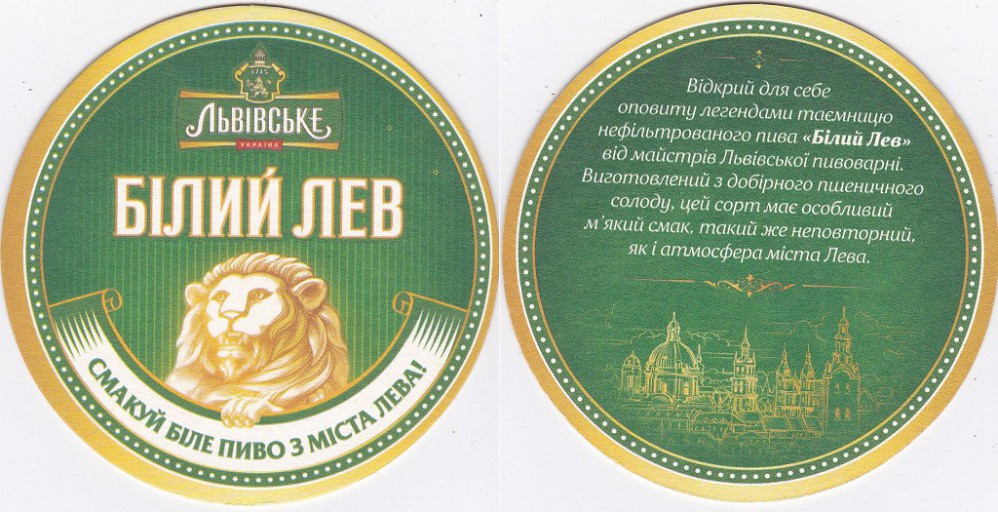 1715
ЛЬВІВСЬКЕ
УКРАЇНА
БІЛИЙ ЛЕВ
СМАКУЙ БІЛЕ ПИВО З МІСТА ЛЕВА!
Відкрий для себе
оповиту легендами таємницю
нефільтрованого пива «Білий Лев»
від майстрів Львівської пивоварні.
Виготовлений з добірного пшеничного
солоду, цей сорт має особливий
м'який смак, такий же неповторний,
як і атмосфера міста Лева.